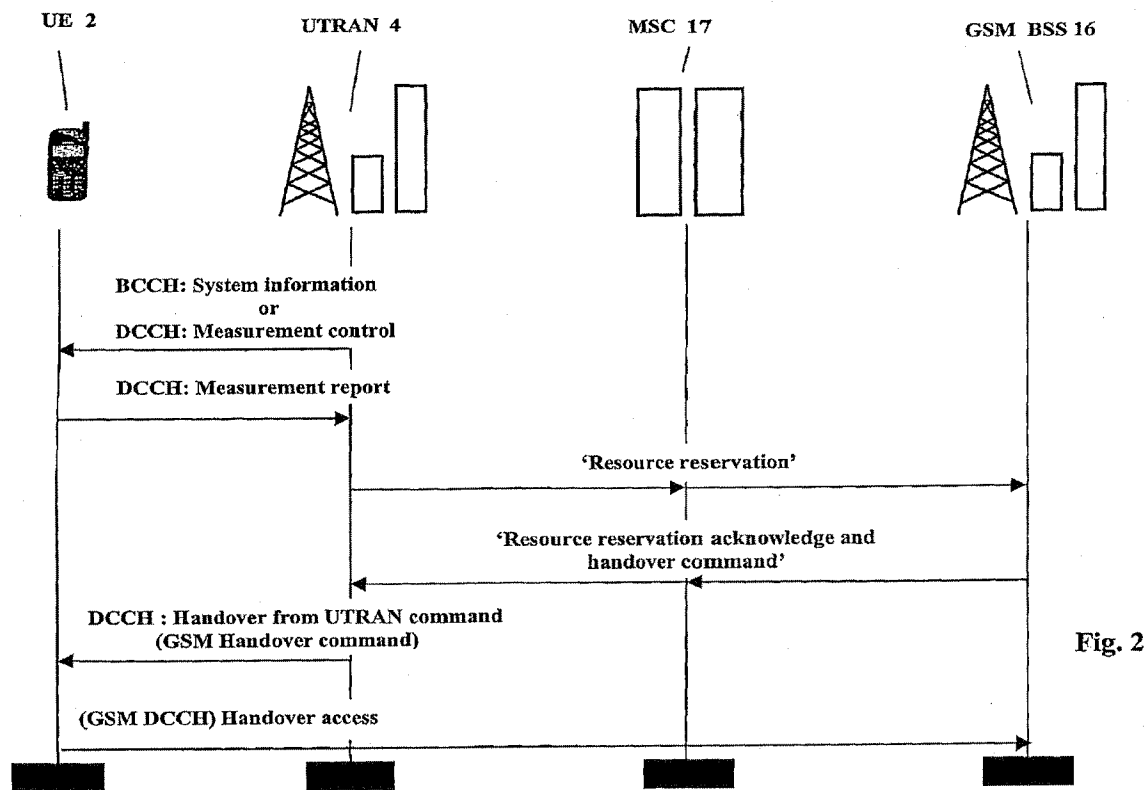 UE 2
UTRAN 4
MSC 17
GSM BSS 16
BCCH: System information
or
DCCH: Measurement control
DCCH: Measurement report
‘Resource reservation’
‘Resource reservation acknowledge and
handover command’
DCCH : Handover from UTRAN command
(GSM Handover command)
Fig. 2
(GSM DCCH) Handover access